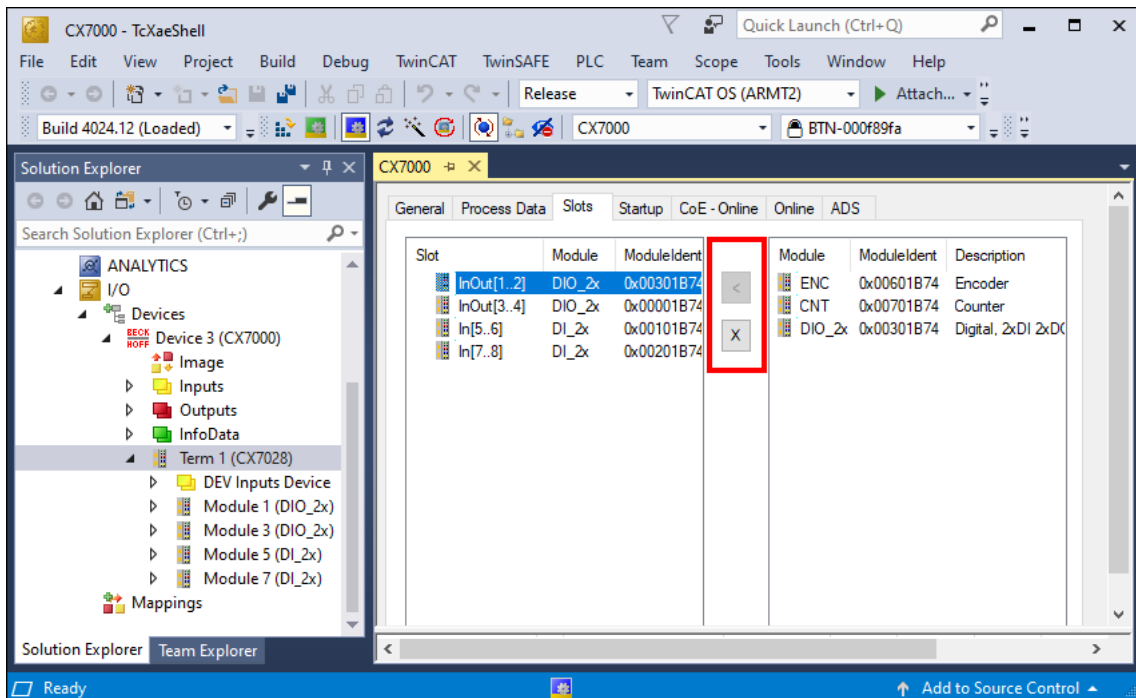 CX7000 - TcXaeShell
Quick Launch (Ctrl+Q)
File Edit View Project Build Debug TwinCAT TwinSAFE PLC Team Scope Tools Window Help
Release TwinCAT OS (ARMT2) Attach...
Build 4024.12 (Loaded) CX7000 BTN-000f89fa
Solution Explorer
Search Solution Explorer (Ctrl+;)
ANALYTICS
I/O
Devices
BECK
HOFF
Device 3 (CX7000)
Image
Inputs
Outputs
InfoData
Term 1 (CX7028)
DEV Inputs Device
Module 1 (DIO_2x)
Module 3 (DIO_2x)
Module 5 (DI_2x)
Module 7 (DI_2x)
Mappings
Solution Explorer Team Explorer
CX7000
General Process Data Slots Startup CoE - Online Online ADS
Slot Module ModuleIdent
InOut[1..2] DIO_2x 0x00301B74
InOut[3..4] DIO_2x 0x00001B74
In[5..6] DI_2x 0x00101B74
In[7..8] DI_2x 0x00201B74
<
X
Module ModuleIdent Description
ENC 0x00601B74 Encoder
CNT 0x00701B74 Counter
DIO_2x 0x00301B74 Digital, 2xDI 2xD(
Ready
Add to Source Control